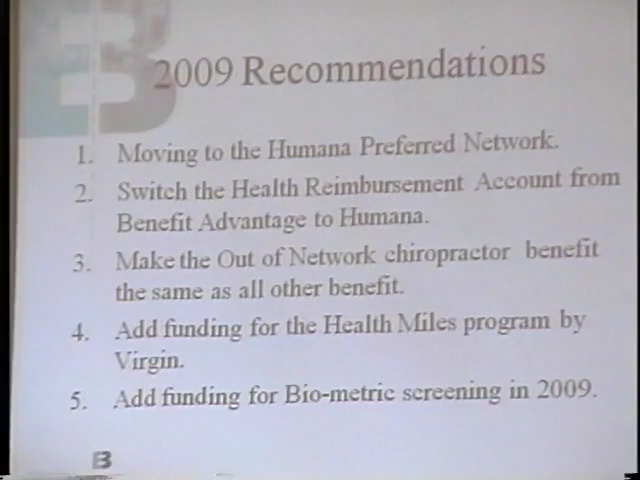 2009 Recommendations
1. Moving to the Humana Preferred Network.
2. Switch the Health Reimbursement Account from
Benefit Advantage to Humana.
3. Make the Out of Network chiropractor benefit
the same as all other benefit.
4. Add funding for the Health Miles program by
Virgin.
5. Add funding for Bio-metric screening in 2009.
B